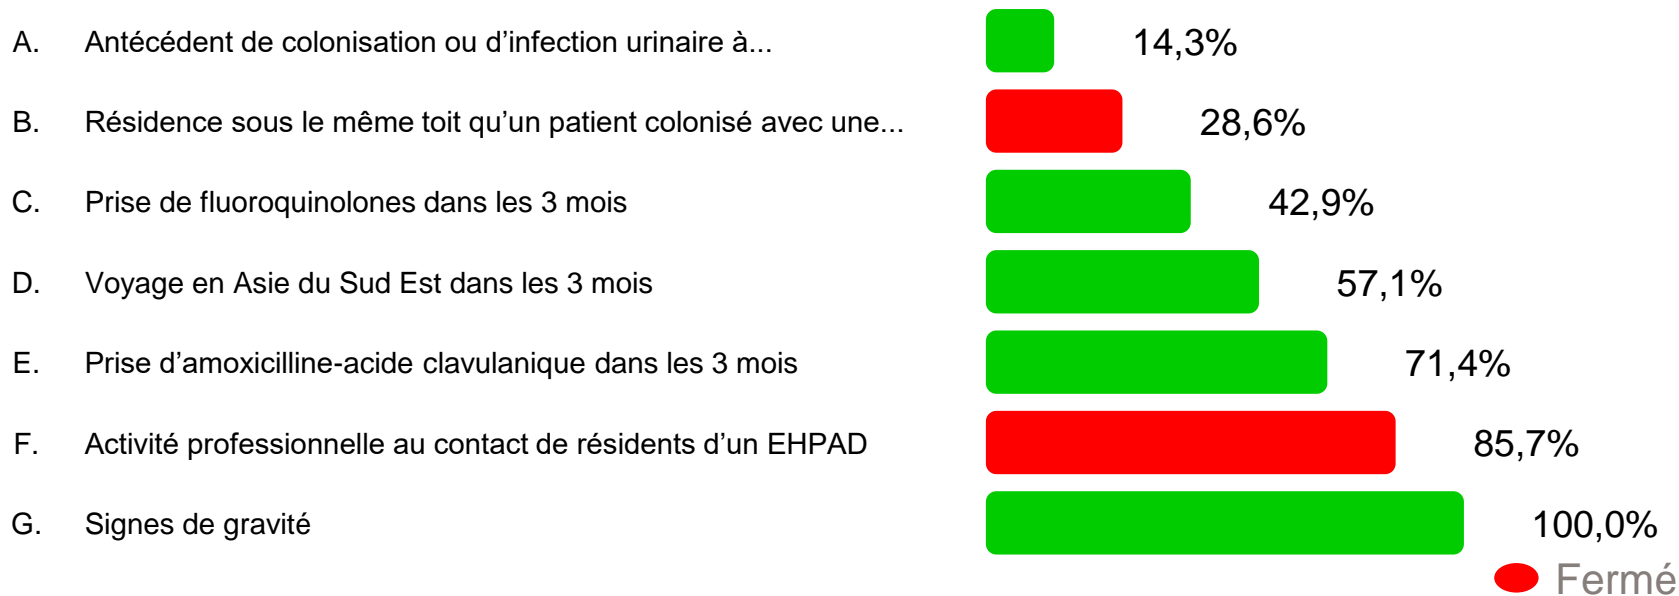 A. Antécédent de colonisation ou d’infection urinaire à... 14,3%
B. Résidence sous le même toit qu’un patient colonisé avec une... 28,6%
C. Prise de fluoroquinolones dans les 3 mois 42,9%
D. Voyage en Asie du Sud Est dans les 3 mois 57,1%
E. Prise d’amoxicilline-acide clavulanique dans les 3 mois 71,4%
F. Activité professionnelle au contact de résidents d’un EHPAD 85,7%
G. Signes de gravité 100,0%
Fermé